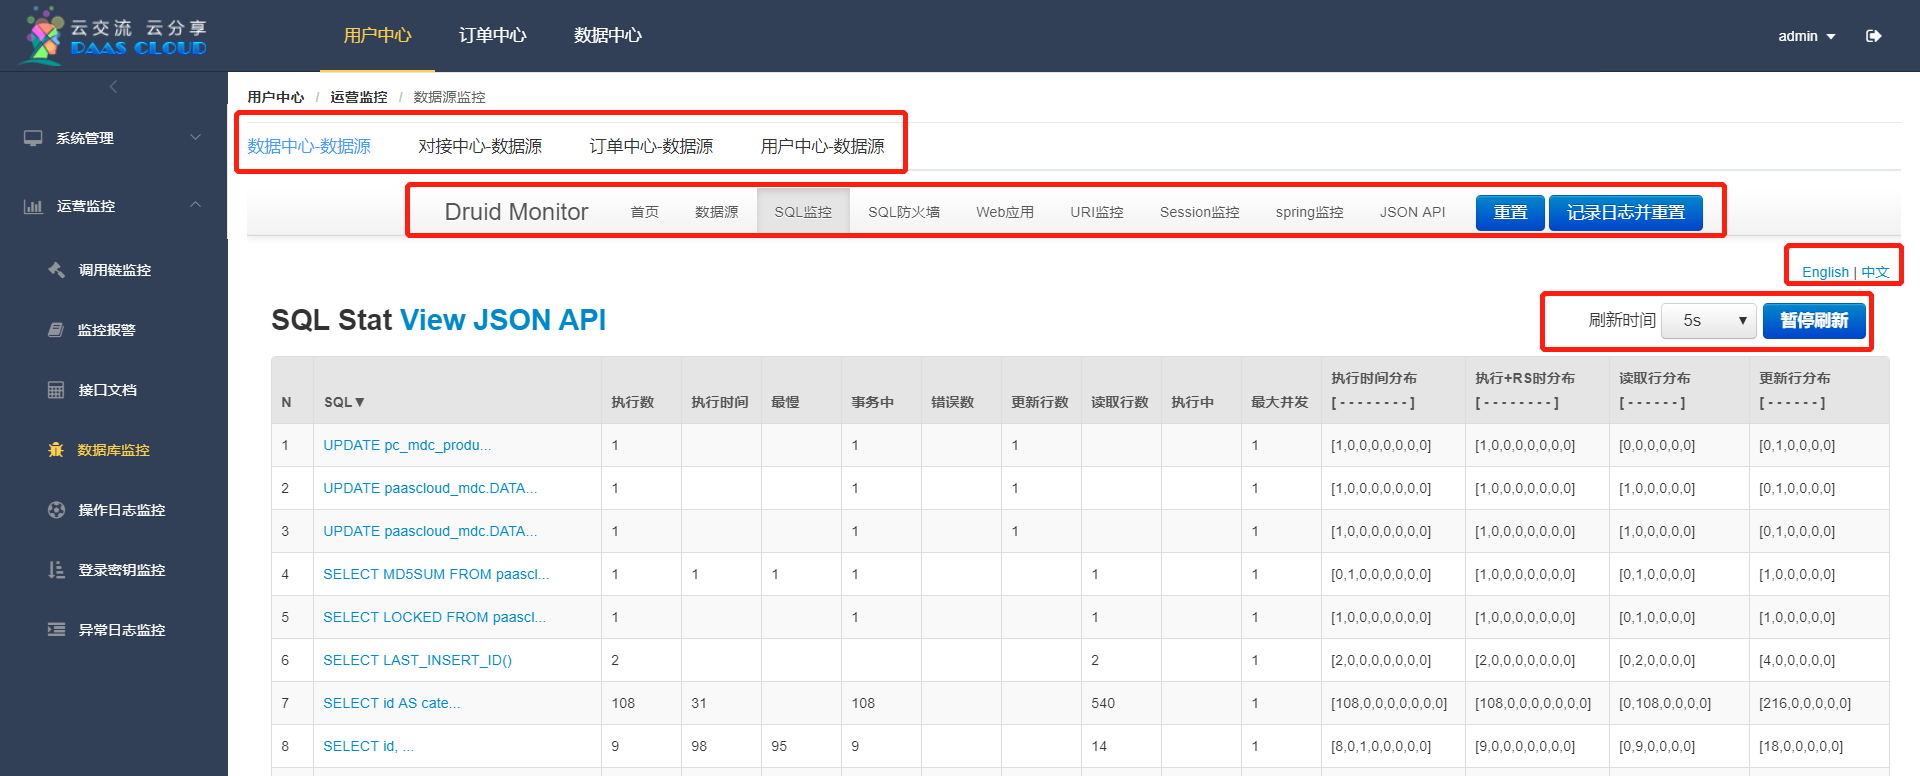 云交流 云分享
DAAS CLOUD
用户中心 订单中心 数据中心
admin
用户中心 / 运营监控 / 数据源监控
系统管理
运营监控
调用链监控
监控报警
接口文档
数据库监控
操作日志监控
登录密钥监控
异常日志监控
数据中心-数据源 对接中心-数据源 订单中心-数据源 用户中心-数据源
Druid Monitor 首页 数据源 SQL监控 SQL防火墙 Web应用 URI监控 Session监控 spring监控 JSON API 重置 记录日志并重置
English | 中文
SQL Stat View JSON API
刷新时间 5s ▼ 暂停刷新
N SQL▼ 执行数 执行时间 最慢 事务中 错误数 更新行数 读取行数 执行中 最大并发 执行时间分布 [ - - - - - - - - ] 执行+RS时分布 [ - - - - - - - - ] 读取行分布 [ - - - - - - ] 更新行分布 [ - - - - - - ]
1 UPDATE pc_mdc_produ... 1 1 1 1 [1,0,0,0,0,0,0,0] [1,0,0,0,0,0,0,0] [0,0,0,0,0,0] [0,1,0,0,0,0]
2 UPDATE paascloud_mdc.DATA... 1 1 1 1 [1,0,0,0,0,0,0,0] [1,0,0,0,0,0,0,0] [1,0,0,0,0,0] [0,1,0,0,0,0]
3 UPDATE paascloud_mdc.DATA... 1 1 1 1 [1,0,0,0,0,0,0,0] [1,0,0,0,0,0,0,0] [1,0,0,0,0,0] [0,1,0,0,0,0]
4 SELECT MD5SUM FROM paascl... 1 1 1 1 1 1 [0,1,0,0,0,0,0,0] [1,0,0,0,0,0,0,0] [0,1,0,0,0,0] [1,0,0,0,0,0]
5 SELECT LOCKED FROM paascl... 1 1 1 1 [1,0,0,0,0,0,0,0] [1,0,0,0,0,0,0,0] [0,1,0,0,0,0] [1,0,0,0,0,0]
6 SELECT LAST_INSERT_ID() 2 2 1 [2,0,0,0,0,0,0,0] [2,0,0,0,0,0,0,0] [0,2,0,0,0,0] [4,0,0,0,0,0]
7 SELECT id AS cate... 108 31 108 540 1 [108,0,0,0,0,0,0,0] [108,0,0,0,0,0,0,0] [0,108,0,0,0,0] [216,0,0,0,0,0]
8 SELECT id, ... 9 98 95 9 14 1 [8,0,1,0,0,0,0,0] [9,0,0,0,0,0,0,0] [0,9,0,0,0,0] [18,0,0,0,0,0]